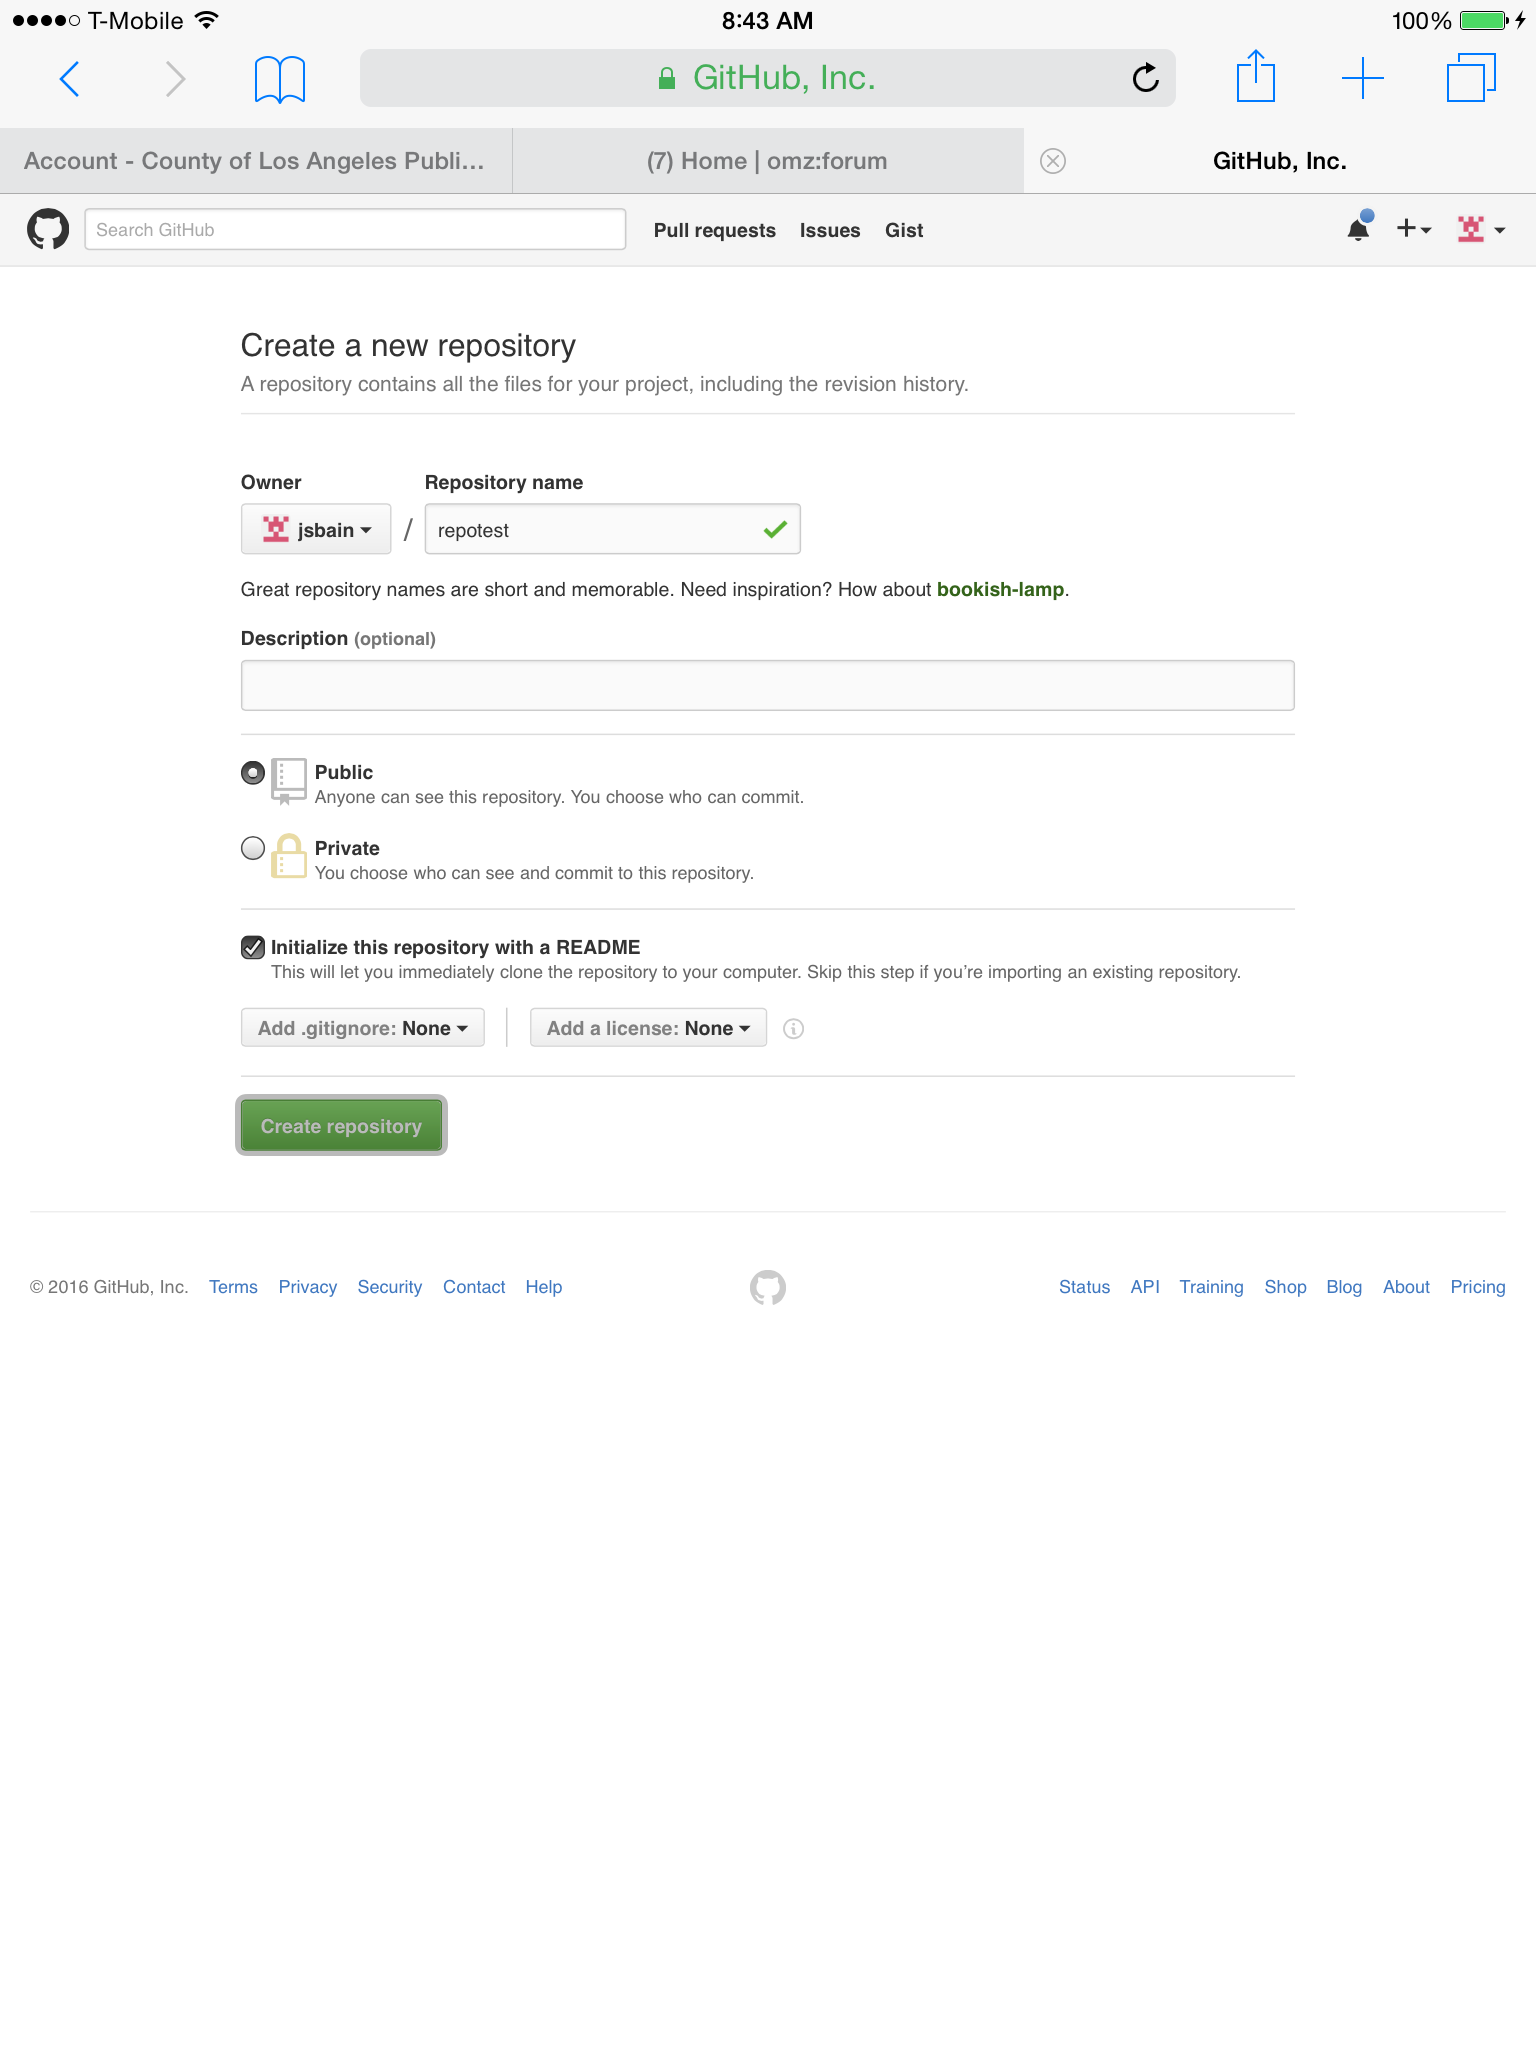 T-Mobile 8:43 AM 100%
GitHub, Inc.
Account - County of Los Angeles Publi... (7) Home | omz:forum GitHub, Inc.
Search GitHub Pull requests Issues Gist
Create a new repository
A repository contains all the files for your project, including the revision history.
Owner Repository name
jsbain / repotest
Great repository names are short and memorable. Need inspiration? How about bookish-lamp.
Description (optional)
Public
Anyone can see this repository. You choose who can commit.
Private
You choose who can see and commit to this repository.
Initialize this repository with a README
This will let you immediately clone the repository to your computer. Skip this step if you’re importing an existing repository.
Add .gitignore: None Add a license: None
Create repository
© 2016 GitHub, Inc. Terms Privacy Security Contact Help Status API Training Shop Blog About Pricing